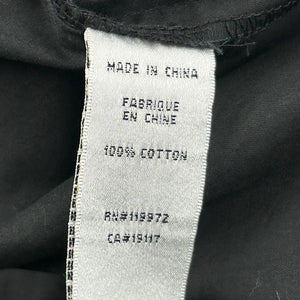 MADE IN CHINA
FABRIQUE
EN CHINE
100% COTTON
RN#119972
CA#19117